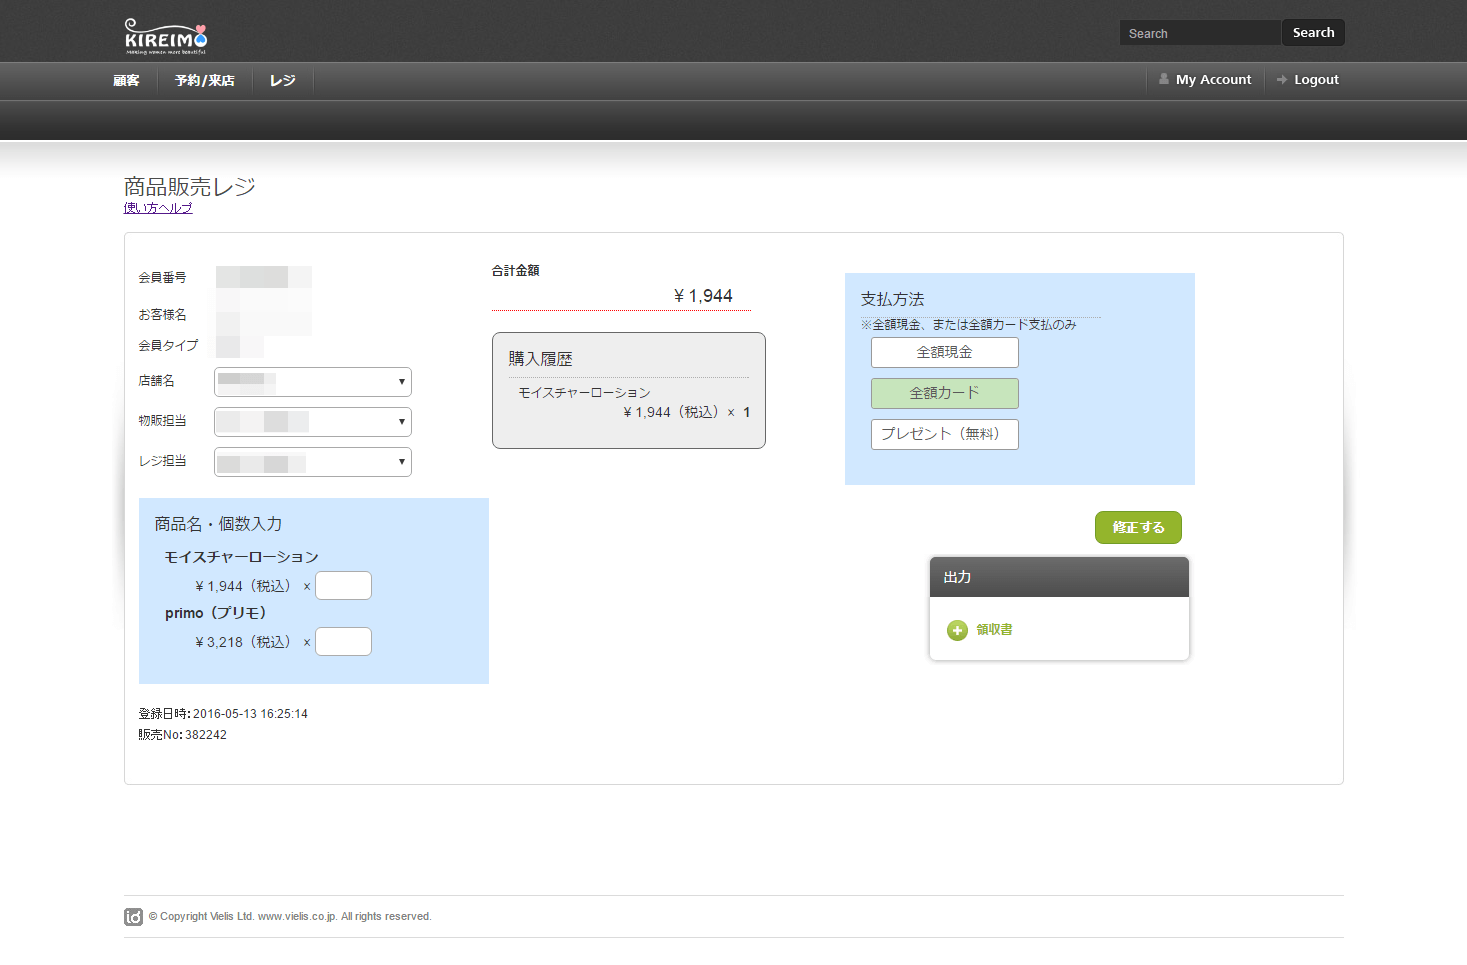 KIREIMO
Making women more beautiful
Search
Search
顧客
予約/来店
レジ
My Account
Logout
商品販売レジ
使い方ヘルプ
会員番号
お客様名
会員タイプ
店舗名
物販担当
レジ担当
合計金額
¥ 1,944
購入履歴
モイスチャーローション
¥ 1,944（税込）× 1
支払方法
※全額現金、または全額カード支払のみ
全額現金
全額カード
プレゼント（無料）
商品名・個数入力
モイスチャーローション
¥ 1,944（税込） ×
primo（プリモ）
¥ 3,218（税込） ×
修正する
出力
領収書
登録日時: 2016-05-13 16:25:14
販売No: 382242
id © Copyright Vielis Ltd. www.vielis.co.jp. All rights reserved.